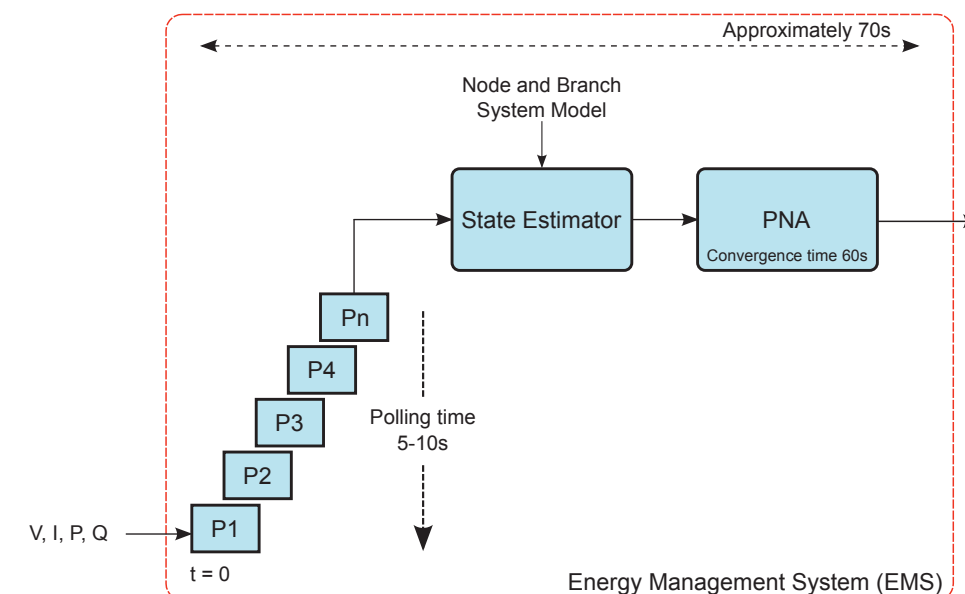 Approximately 70s
Node and Branch
System Model
State Estimator
PNA
Convergence time 60s
Pn
P4
P3
P2
P1
Polling time
5-10s
V, I, P, Q
t = 0
Energy Management System (EMS)